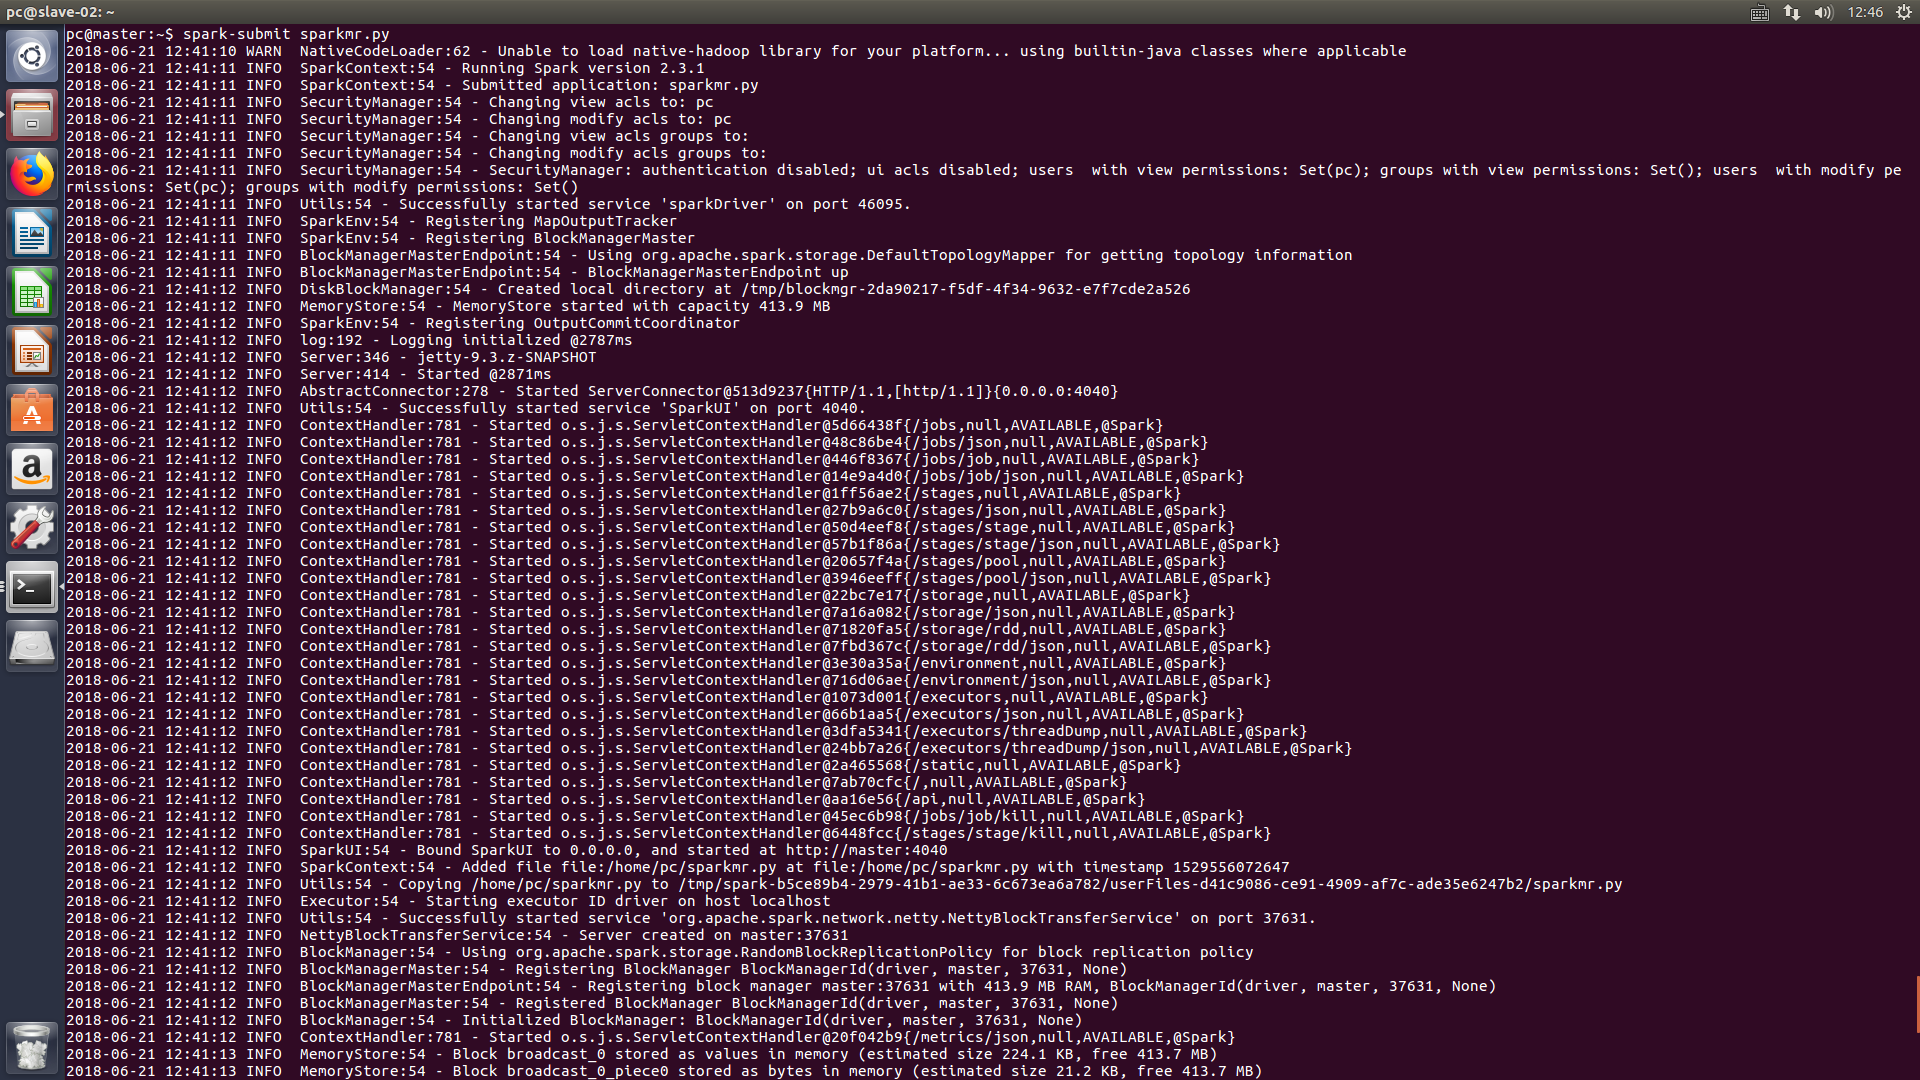 pc@slave-02: ~
12:46
pc@master:~$ spark-submit sparkmr.py
2018-06-21 12:41:10 WARN  NativeCodeLoader:62 - Unable to load native-hadoop library for your platform... using builtin-java classes where applicable
2018-06-21 12:41:11 INFO  SparkContext:54 - Running Spark version 2.3.1
2018-06-21 12:41:11 INFO  SparkContext:54 - Submitted application: sparkmr.py
2018-06-21 12:41:11 INFO  SecurityManager:54 - Changing view acls to: pc
2018-06-21 12:41:11 INFO  SecurityManager:54 - Changing modify acls to: pc
2018-06-21 12:41:11 INFO  SecurityManager:54 - Changing view acls groups to:
2018-06-21 12:41:11 INFO  SecurityManager:54 - Changing modify acls groups to:
2018-06-21 12:41:11 INFO  SecurityManager:54 - SecurityManager: authentication disabled; ui acls disabled; users  with view permissions: Set(pc); groups with view permissions: Set(); users  with modify pe
rmissions: Set(pc); groups with modify permissions: Set()
2018-06-21 12:41:11 INFO  Utils:54 - Successfully started service 'sparkDriver' on port 46095.
2018-06-21 12:41:11 INFO  SparkEnv:54 - Registering MapOutputTracker
2018-06-21 12:41:11 INFO  SparkEnv:54 - Registering BlockManagerMaster
2018-06-21 12:41:11 INFO  BlockManagerMasterEndpoint:54 - Using org.apache.spark.storage.DefaultTopologyMapper for getting topology information
2018-06-21 12:41:11 INFO  BlockManagerMasterEndpoint:54 - BlockManagerMasterEndpoint up
2018-06-21 12:41:11 INFO  DiskBlockManager:54 - Created local directory at /tmp/blockmgr-2da90217-f5df-4f34-9632-e7f7cde2a526
2018-06-21 12:41:12 INFO  MemoryStore:54 - MemoryStore started with capacity 413.9 MB
2018-06-21 12:41:12 INFO  SparkEnv:54 - Registering OutputCommitCoordinator
2018-06-21 12:41:12 INFO  log:192 - Logging initialized @2787ms
2018-06-21 12:41:12 INFO  Server:346 - jetty-9.3.z-SNAPSHOT
2018-06-21 12:41:12 INFO  Server:414 - Started @2871ms
2018-06-21 12:41:12 INFO  AbstractConnector:278 - Started ServerConnector@513d9237{HTTP/1.1,[http/1.1]}{0.0.0.0:4040}
2018-06-21 12:41:12 INFO  Utils:54 - Successfully started service 'SparkUI' on port 4040.
2018-06-21 12:41:12 INFO  ContextHandler:781 - Started o.s.j.s.ServletContextHandler@5d66438f{/jobs,null,AVAILABLE,@Spark}
2018-06-21 12:41:12 INFO  ContextHandler:781 - Started o.s.j.s.ServletContextHandler@48c86be4{/jobs/json,null,AVAILABLE,@Spark}
2018-06-21 12:41:12 INFO  ContextHandler:781 - Started o.s.j.s.ServletContextHandler@446f8367{/jobs/job,null,AVAILABLE,@Spark}
2018-06-21 12:41:12 INFO  ContextHandler:781 - Started o.s.j.s.ServletContextHandler@14e9a4d0{/jobs/job/json,null,AVAILABLE,@Spark}
2018-06-21 12:41:12 INFO  ContextHandler:781 - Started o.s.j.s.ServletContextHandler@1ff56ae2{/stages,null,AVAILABLE,@Spark}
2018-06-21 12:41:12 INFO  ContextHandler:781 - Started o.s.j.s.ServletContextHandler@27b9a6c0{/stages/json,null,AVAILABLE,@Spark}
2018-06-21 12:41:12 INFO  ContextHandler:781 - Started o.s.j.s.ServletContextHandler@50d4eef8{/stages/stage,null,AVAILABLE,@Spark}
2018-06-21 12:41:12 INFO  ContextHandler:781 - Started o.s.j.s.ServletContextHandler@57b1f86a{/stages/stage/json,null,AVAILABLE,@Spark}
2018-06-21 12:41:12 INFO  ContextHandler:781 - Started o.s.j.s.ServletContextHandler@20657f4a{/stages/pool,null,AVAILABLE,@Spark}
2018-06-21 12:41:12 INFO  ContextHandler:781 - Started o.s.j.s.ServletContextHandler@3946eeff{/stages/pool/json,null,AVAILABLE,@Spark}
2018-06-21 12:41:12 INFO  ContextHandler:781 - Started o.s.j.s.ServletContextHandler@22bc7e17{/storage,null,AVAILABLE,@Spark}
2018-06-21 12:41:12 INFO  ContextHandler:781 - Started o.s.j.s.ServletContextHandler@7a16a082{/storage/json,null,AVAILABLE,@Spark}
2018-06-21 12:41:12 INFO  ContextHandler:781 - Started o.s.j.s.ServletContextHandler@71820fa5{/storage/rdd,null,AVAILABLE,@Spark}
2018-06-21 12:41:12 INFO  ContextHandler:781 - Started o.s.j.s.ServletContextHandler@7fbd367c{/storage/rdd/json,null,AVAILABLE,@Spark}
2018-06-21 12:41:12 INFO  ContextHandler:781 - Started o.s.j.s.ServletContextHandler@3e30a35a{/environment,null,AVAILABLE,@Spark}
2018-06-21 12:41:12 INFO  ContextHandler:781 - Started o.s.j.s.ServletContextHandler@716d06ae{/environment/json,null,AVAILABLE,@Spark}
2018-06-21 12:41:12 INFO  ContextHandler:781 - Started o.s.j.s.ServletContextHandler@1073d001{/executors,null,AVAILABLE,@Spark}
2018-06-21 12:41:12 INFO  ContextHandler:781 - Started o.s.j.s.ServletContextHandler@66b1aa5{/executors/json,null,AVAILABLE,@Spark}
2018-06-21 12:41:12 INFO  ContextHandler:781 - Started o.s.j.s.ServletContextHandler@3dfa5341{/executors/threadDump,null,AVAILABLE,@Spark}
2018-06-21 12:41:12 INFO  ContextHandler:781 - Started o.s.j.s.ServletContextHandler@24bb7a26{/executors/threadDump/json,null,AVAILABLE,@Spark}
2018-06-21 12:41:12 INFO  ContextHandler:781 - Started o.s.j.s.ServletContextHandler@2a465568{/static,null,AVAILABLE,@Spark}
2018-06-21 12:41:12 INFO  ContextHandler:781 - Started o.s.j.s.ServletContextHandler@7ab70cfc{/,null,AVAILABLE,@Spark}
2018-06-21 12:41:12 INFO  ContextHandler:781 - Started o.s.j.s.ServletContextHandler@aa16e56{/api,null,AVAILABLE,@Spark}
2018-06-21 12:41:12 INFO  ContextHandler:781 - Started o.s.j.s.ServletContextHandler@45ec6b98{/jobs/job/kill,null,AVAILABLE,@Spark}
2018-06-21 12:41:12 INFO  ContextHandler:781 - Started o.s.j.s.ServletContextHandler@6448fcc{/stages/stage/kill,null,AVAILABLE,@Spark}
2018-06-21 12:41:12 INFO  SparkUI:54 - Bound SparkUI to 0.0.0.0, and started at http://master:4040
2018-06-21 12:41:12 INFO  SparkContext:54 - Added file file:/home/pc/sparkmr.py at file:/home/pc/sparkmr.py with timestamp 1529556072647
2018-06-21 12:41:12 INFO  Utils:54 - Copying /home/pc/sparkmr.py to /tmp/spark-b5ce89b4-2979-41b1-ae33-6c673ea6a782/userFiles-d41c9086-ce91-4909-af7c-ade35e6247b2/sparkmr.py
2018-06-21 12:41:12 INFO  Executor:54 - Starting executor ID driver on host localhost
2018-06-21 12:41:12 INFO  Utils:54 - Successfully started service 'org.apache.spark.network.netty.NettyBlockTransferService' on port 37631.
2018-06-21 12:41:12 INFO  NettyBlockTransferService:54 - Server created on master:37631
2018-06-21 12:41:12 INFO  BlockManager:54 - Using org.apache.spark.storage.RandomBlockReplicationPolicy for block replication policy
2018-06-21 12:41:12 INFO  BlockManagerMaster:54 - Registering BlockManager BlockManagerId(driver, master, 37631, None)
2018-06-21 12:41:12 INFO  BlockManagerMasterEndpoint:54 - Registering block manager master:37631 with 413.9 MB RAM, BlockManagerId(driver, master, 37631, None)
2018-06-21 12:41:12 INFO  BlockManagerMaster:54 - Registered BlockManager BlockManagerId(driver, master, 37631, None)
2018-06-21 12:41:12 INFO  BlockManager:54 - Initialized BlockManager: BlockManagerId(driver, master, 37631, None)
2018-06-21 12:41:12 INFO  ContextHandler:781 - Started o.s.j.s.ServletContextHandler@20f042b9{/metrics/json,null,AVAILABLE,@Spark}
2018-06-21 12:41:13 INFO  MemoryStore:54 - Block broadcast_0 stored as values in memory (estimated size 224.1 KB, free 413.7 MB)
2018-06-21 12:41:13 INFO  MemoryStore:54 - Block broadcast_0_piece0 stored as bytes in memory (estimated size 21.2 KB, free 413.7 MB)